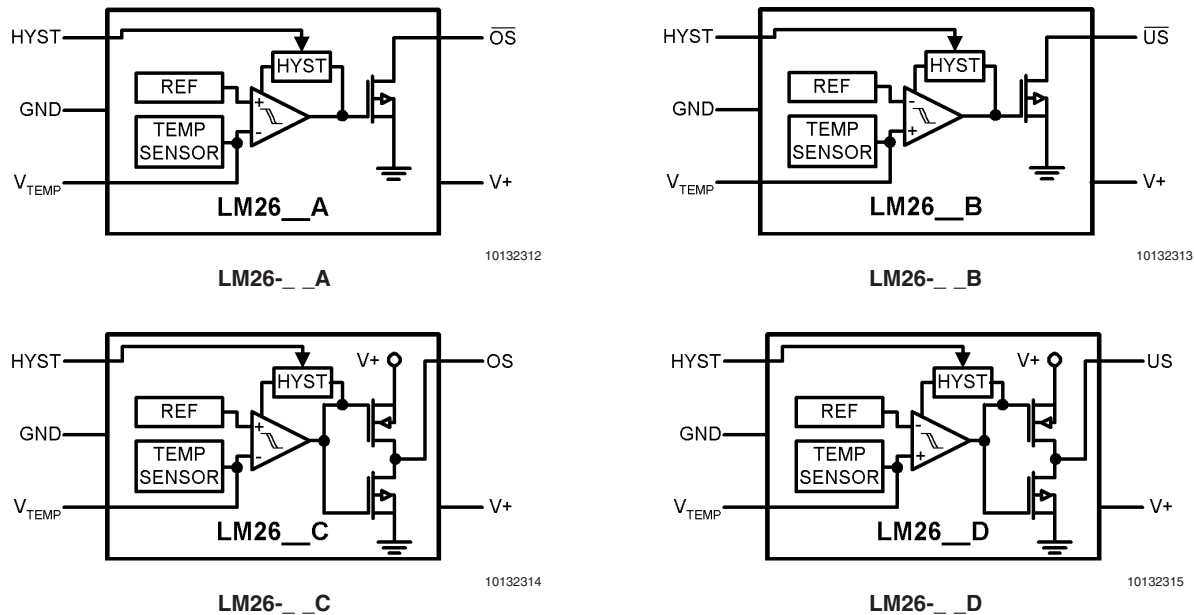 HYST
OS
HYST
REF
+
GND
TEMP
SENSOR
-
VTEMP
V+
LM26__A
10132312
LM26-_ _A
HYST
US
HYST
REF
-
GND
TEMP
SENSOR
+
VTEMP
V+
LM26__B
10132313
LM26-_ _B
HYST
V+
OS
HYST
REF
+
GND
TEMP
SENSOR
-
VTEMP
V+
LM26__C
10132314
LM26-_ _C
HYST
V+
US
HYST
REF
-
GND
TEMP
SENSOR
+
VTEMP
V+
LM26__D
10132315
LM26-_ _D